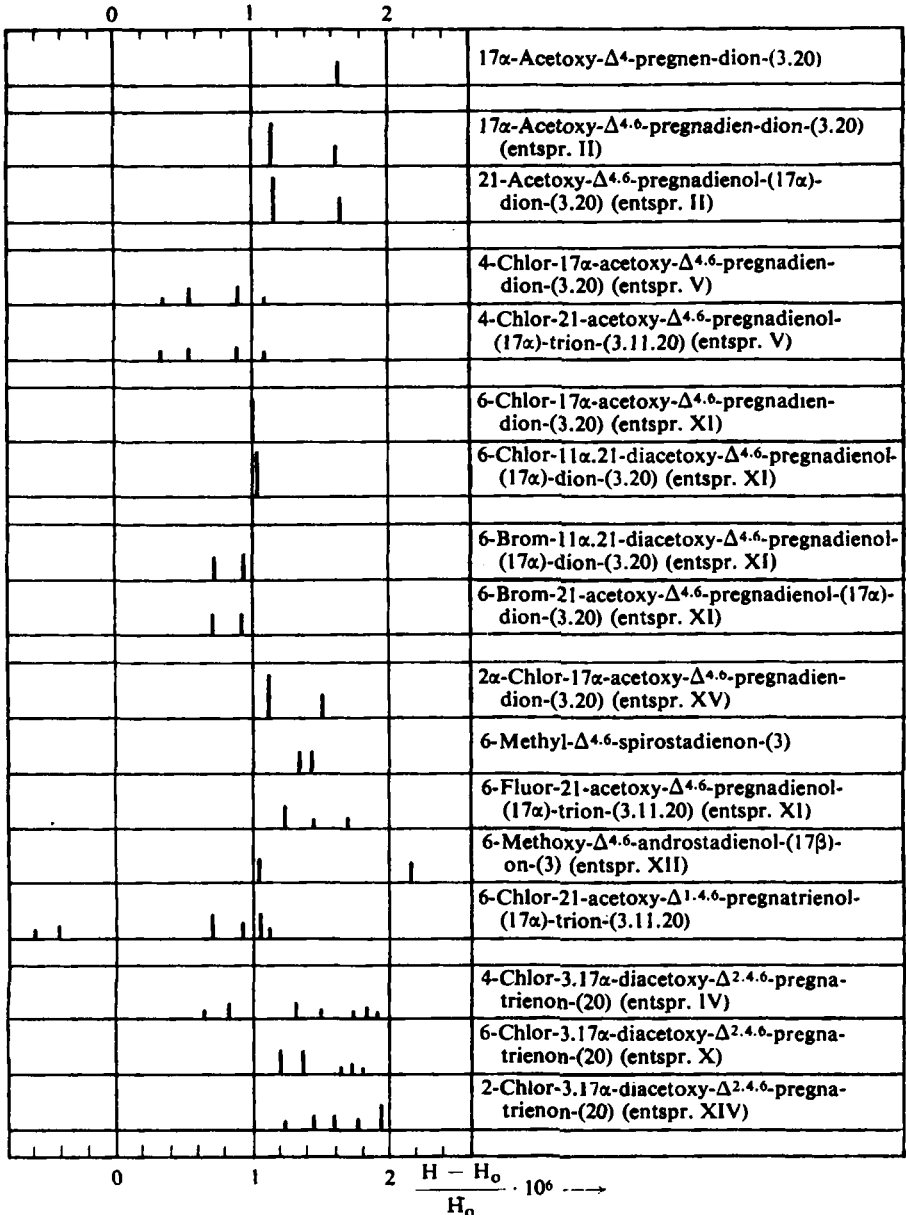 0 1 2
17α-Acetoxy-Δ4-pregnen-dion-(3.20)
17α-Acetoxy-Δ4.6-pregnadien-dion-(3.20)
(entspr. II)
21-Acetoxy-Δ4.6-pregnadienol-(17α)-
dion-(3.20) (entspr. II)
4-Chlor-17α-acetoxy-Δ4.6-pregnadien-
dion-(3.20) (entspr. V)
4-Chlor-21-acetoxy-Δ4.6-pregnadienol-
(17α)-trion-(3.11.20) (entspr. V)
6-Chlor-17α-acetoxy-Δ4.6-pregnadien-
dion-(3.20) (entspr. XI)
6-Chlor-11α.21-diacetoxy-Δ4.6-pregnadienol-
(17α)-dion-(3.20) (entspr. XI)
6-Brom-11α.21-diacetoxy-Δ4.6-pregnadienol-
(17α)-dion-(3.20) (entspr. XI)
6-Brom-21-acetoxy-Δ4.6-pregnadienol-(17α)-
dion-(3.20) (entspr. XI)
2α-Chlor-17α-acetoxy-Δ4.6-pregnadien-
dion-(3.20) (entspr. XV)
6-Methyl-Δ4.6-spirostadienon-(3)
6-Fluor-21-acetoxy-Δ4.6-pregnadienol-
(17α)-trion-(3.11.20) (entspr. XI)
6-Methoxy-Δ4.6-androstadienol-(17β)-
on-(3) (entspr. XII)
6-Chlor-21-acetoxy-Δ1.4.6-pregnatrienol-
(17α)-trion-(3.11.20)
4-Chlor-3.17α-diacetoxy-Δ2.4.6-pregna-
trienon-(20) (entspr. IV)
6-Chlor-3.17α-diacetoxy-Δ2.4.6-pregna-
trienon-(20) (entspr. X)
2-Chlor-3.17α-diacetoxy-Δ2.4.6-pregna-
trienon-(20) (entspr. XIV)
0 1 2
H − Ho
· 10⁶ --→
Ho